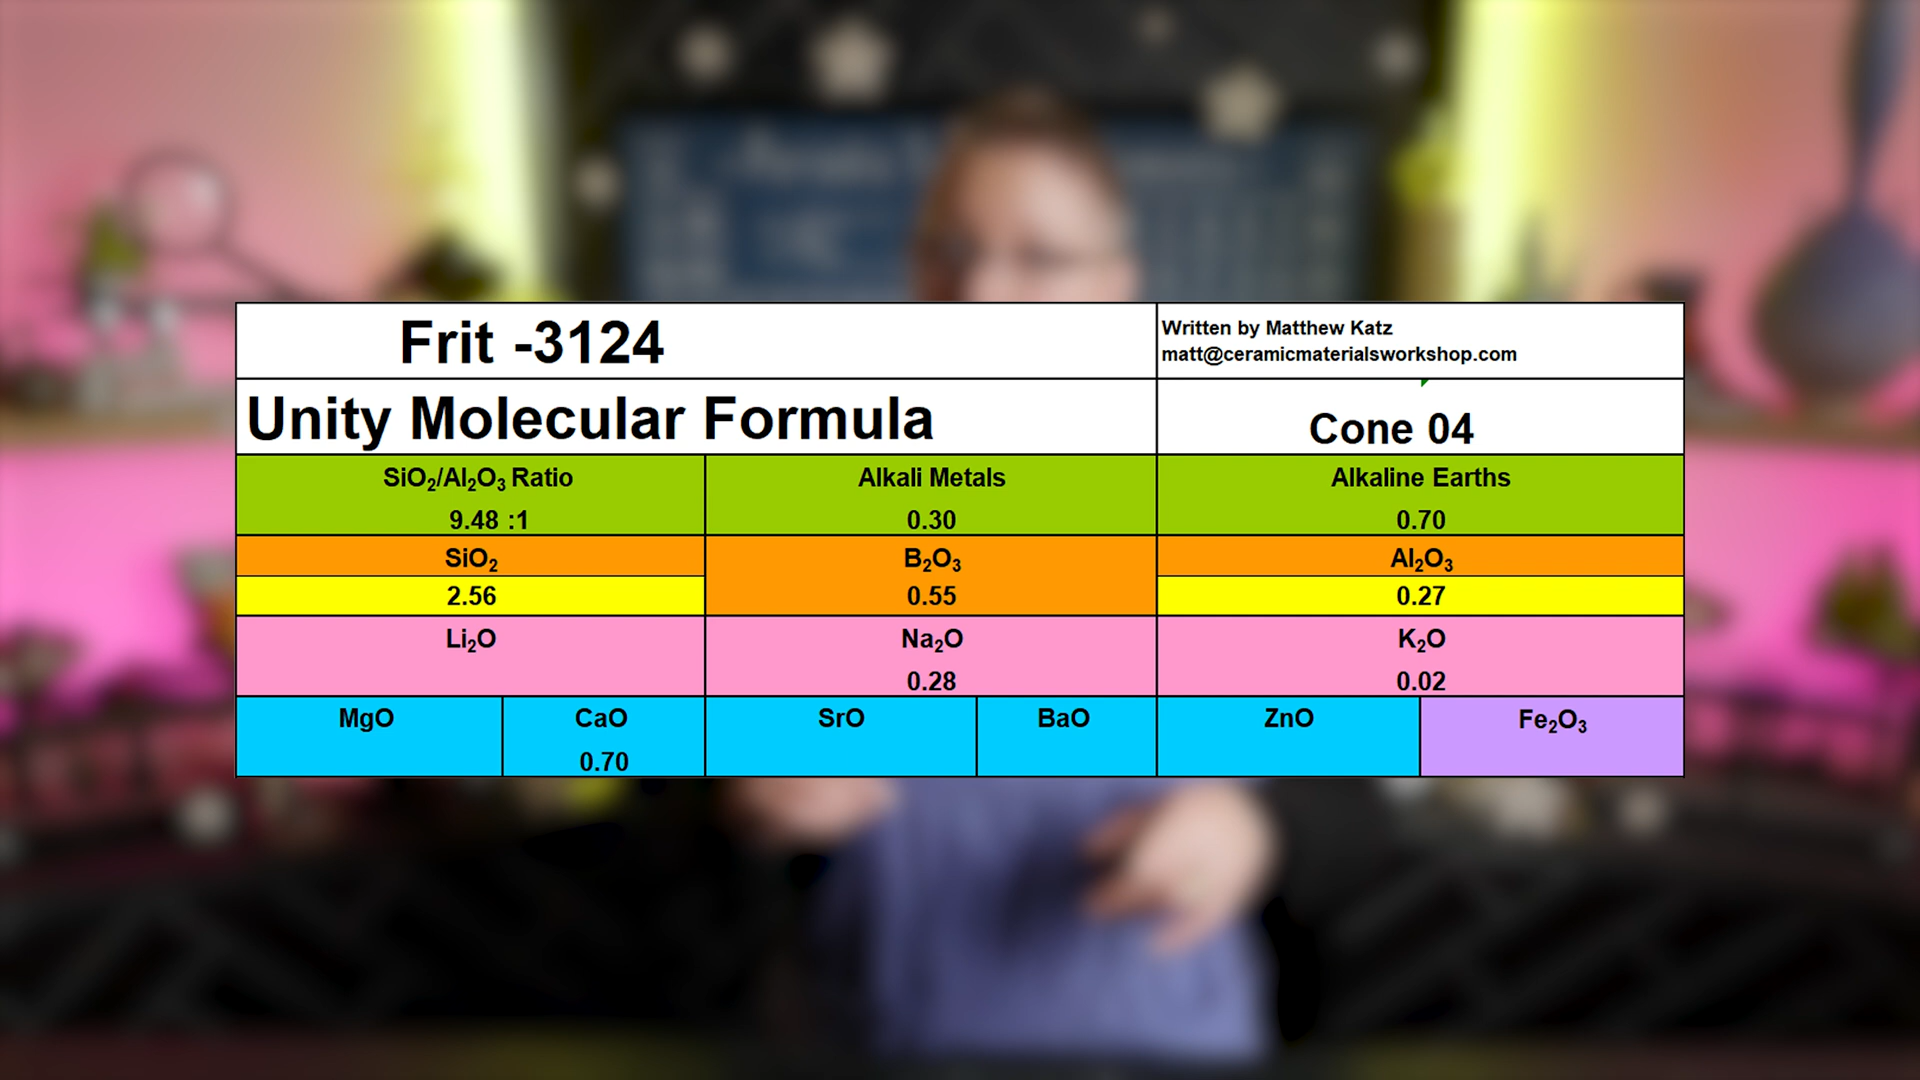 Frit -3124
Written by Matthew Katz
matt@ceramicmaterialsworkshop.com
Unity Molecular Formula
Cone 04
SiO₂/Al₂O₃ Ratio
Alkali Metals
Alkaline Earths
9.48 :1
0.30
0.70
SiO₂
B₂O₃
Al₂O₃
2.56
0.55
0.27
Li₂O
Na₂O
K₂O
0.28
0.02
MgO
CaO
SrO
BaO
ZnO
Fe₂O₃
0.70